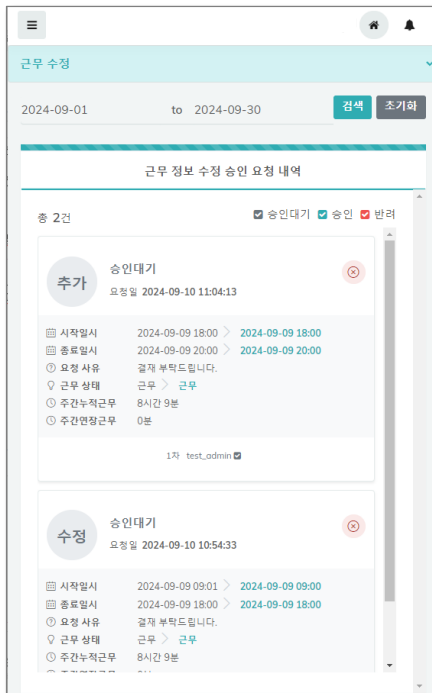 근무 수정
2024-09-01 to 2024-09-30 검색 초기화
근무 정보 수정 승인 요청 내역
총 2건 승인대기 승인 반려
추가
승인대기
요청일 2024-09-10 11:04:13
시작일시 2024-09-09 18:00 2024-09-09 18:00
종료일시 2024-09-09 20:00 2024-09-09 20:00
요청 사유 결재 부탁드립니다.
근무 상태 근무 근무
주간누적근무 8시간 9분
주간연장근무 0분
1차 test_admin
수정
승인대기
요청일 2024-09-10 10:54:33
시작일시 2024-09-09 09:01 2024-09-09 09:00
종료일시 2024-09-09 18:00 2024-09-09 18:00
요청 사유 결재 부탁드립니다.
근무 상태 근무 근무
주간누적근무 8시간 9분